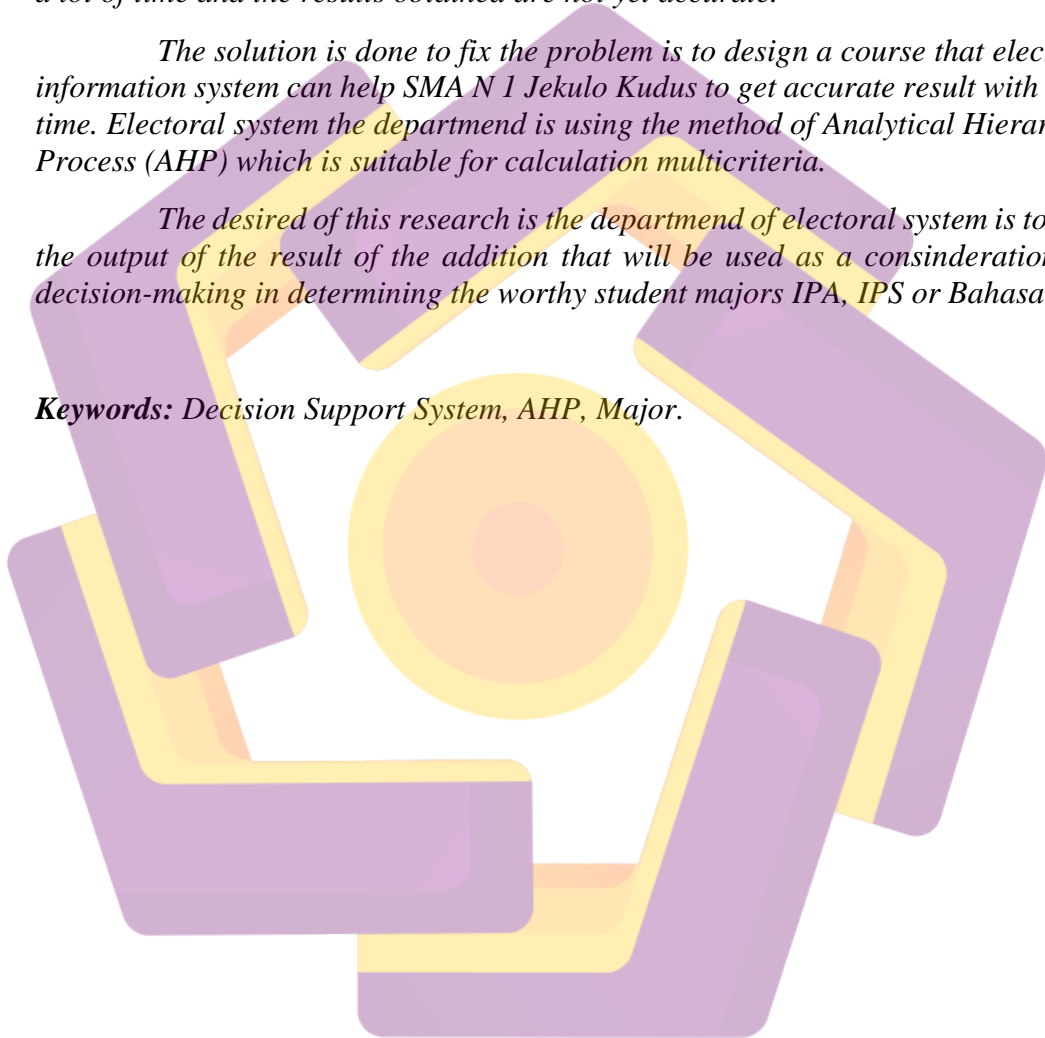 a lot of time and the results obtained are not yet accurate.
The solution is done to fix the problem is to design a course that elec
information system can help SMA N 1 Jekulo Kudus to get accurate result with
time. Electoral system the departmend is using the method of Analytical Hierar
Process (AHP) which is suitable for calculation multicriteria.
The desired of this research is the departmend of electoral system is to
the output of the result of the addition that will be used as a consinderation
decision-making in determining the worthy student majors IPA, IPS or Bahasa
Keywords: Decision Support System, AHP, Major.